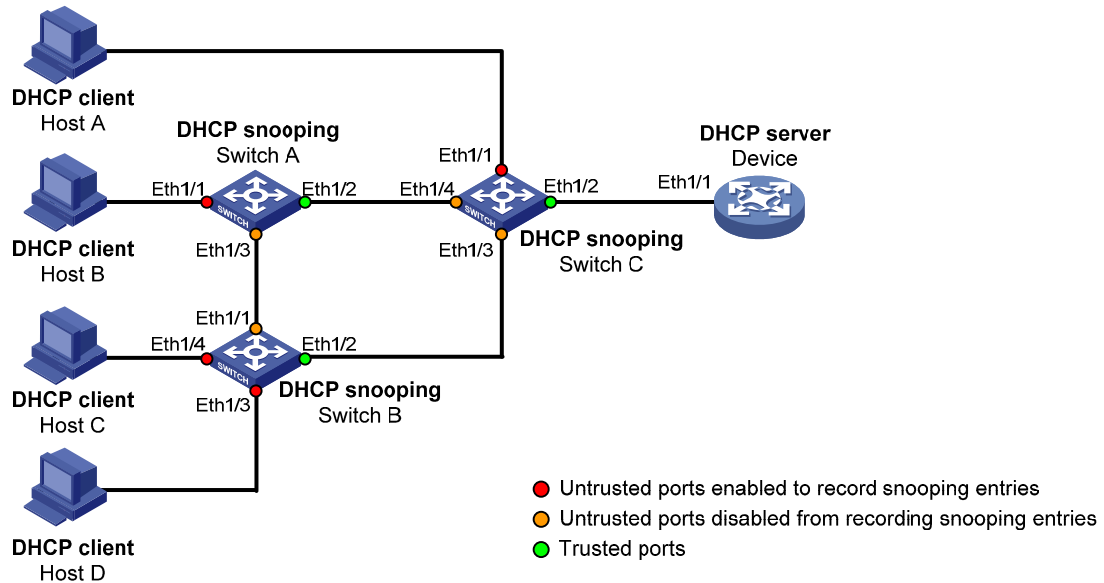 DHCP client
Host A
DHCP snooping
Switch A
Eth1/1
DHCP server
Device
Eth1/1
SWITCH
Eth1/2
Eth1/4
SWITCH
Eth1/2
Eth1/1
DHCP client
Host B
Eth1/3
Eth1/3
DHCP snooping
Switch C
Eth1/1
Eth1/4
SWITCH
Eth1/2
DHCP client
Host C
Eth1/3
DHCP snooping
Switch B
DHCP client
Host D
Untrusted ports enabled to record snooping entries
Untrusted ports disabled from recording snooping entries
Trusted ports